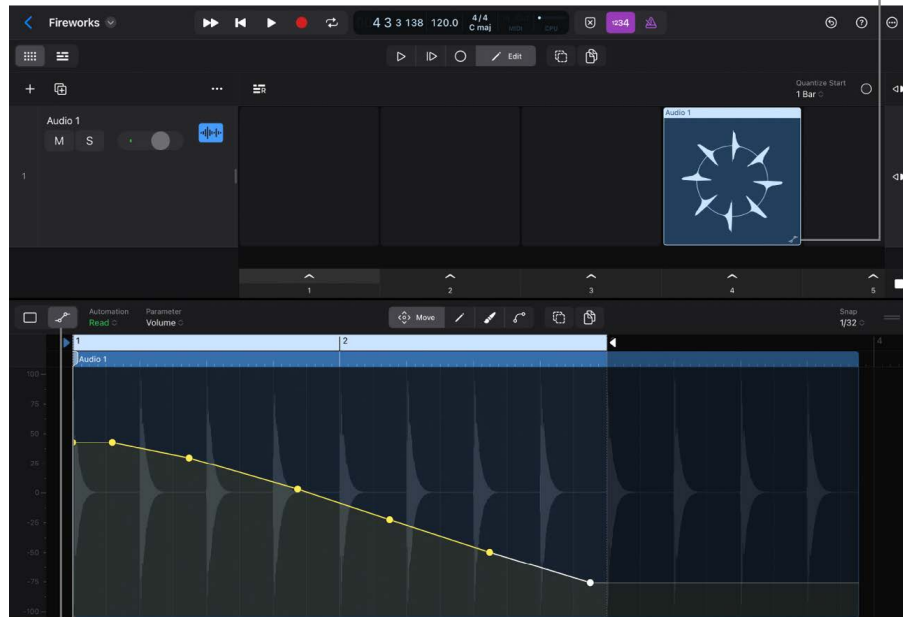 Fireworks
4 3 3 138 120.0 4/4 C maj MIDI CPU 1234
Edit
Quantize Start
1 Bar
Audio 1
M S
1
Audio 1
1 2 3 4 5
Automation
Read
Parameter
Volume
Move
Snap
1/32
1 2 4
Audio 1
100
75
50
25
0
-25
-50
-75
-100